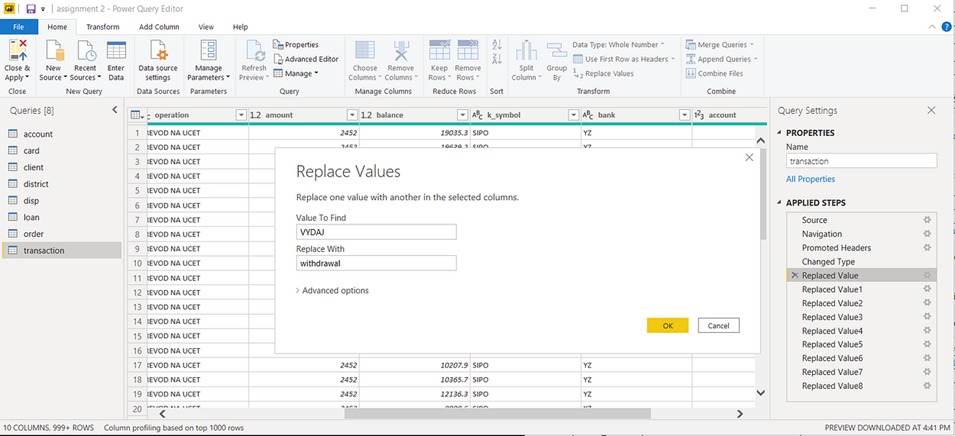 assignment 2 - Power Query Editor
File Home Transform Add Column View Help
Close & Apply
Close
New Source Recent Sources Enter Data
New Query
Data source settings
Data Sources
Manage Parameters
Parameters
Refresh Preview
Properties
Advanced Editor
Manage
Query
Choose Columns Remove Columns
Manage Columns
Keep Rows Remove Rows
Reduce Rows
Sort
Split Column Group By
Data Type: Whole Number
Use First Row as Headers
Replace Values
Transform
Merge Queries
Append Queries
Combine Files
Combine
Queries [8]
account
card
client
district
disp
loan
order
transaction
operation 1.2 amount 1.2 balance ABC k_symbol ABC bank 123 account
1 REVOD NA UCET 2452 19035.3 SIPO YZ
2 REVOD NA UCET 2452 19639.3 SIPO YZ
3 REVOD NA UCET
4 REVOD NA UCET
5 REVOD NA UCET
6 REVOD NA UCET
7 REVOD NA UCET
8 REVOD NA UCET
9 REVOD NA UCET
10 REVOD NA UCET
11 REVOD NA UCET
12 REVOD NA UCET
13 REVOD NA UCET
14 REVOD NA UCET
15 REVOD NA UCET
16 REVOD NA UCET
17 REVOD NA UCET 2452 10207.9 SIPO YZ
18 REVOD NA UCET 2452 10365.7 SIPO YZ
19 REVOD NA UCET 2452 12136.3 SIPO YZ
20
Replace Values
Replace one value with another in the selected columns.
Value To Find
VYDAJ
Replace With
withdrawal
Advanced options
OK Cancel
Query Settings
PROPERTIES
Name
transaction
All Properties
APPLIED STEPS
Source
Navigation
Promoted Headers
Changed Type
Replaced Value
Replaced Value1
Replaced Value2
Replaced Value3
Replaced Value4
Replaced Value5
Replaced Value6
Replaced Value7
Replaced Value8
10 COLUMNS, 999+ ROWS Column profiling based on top 1000 rows PREVIEW DOWNLOADED AT 4:41 PM